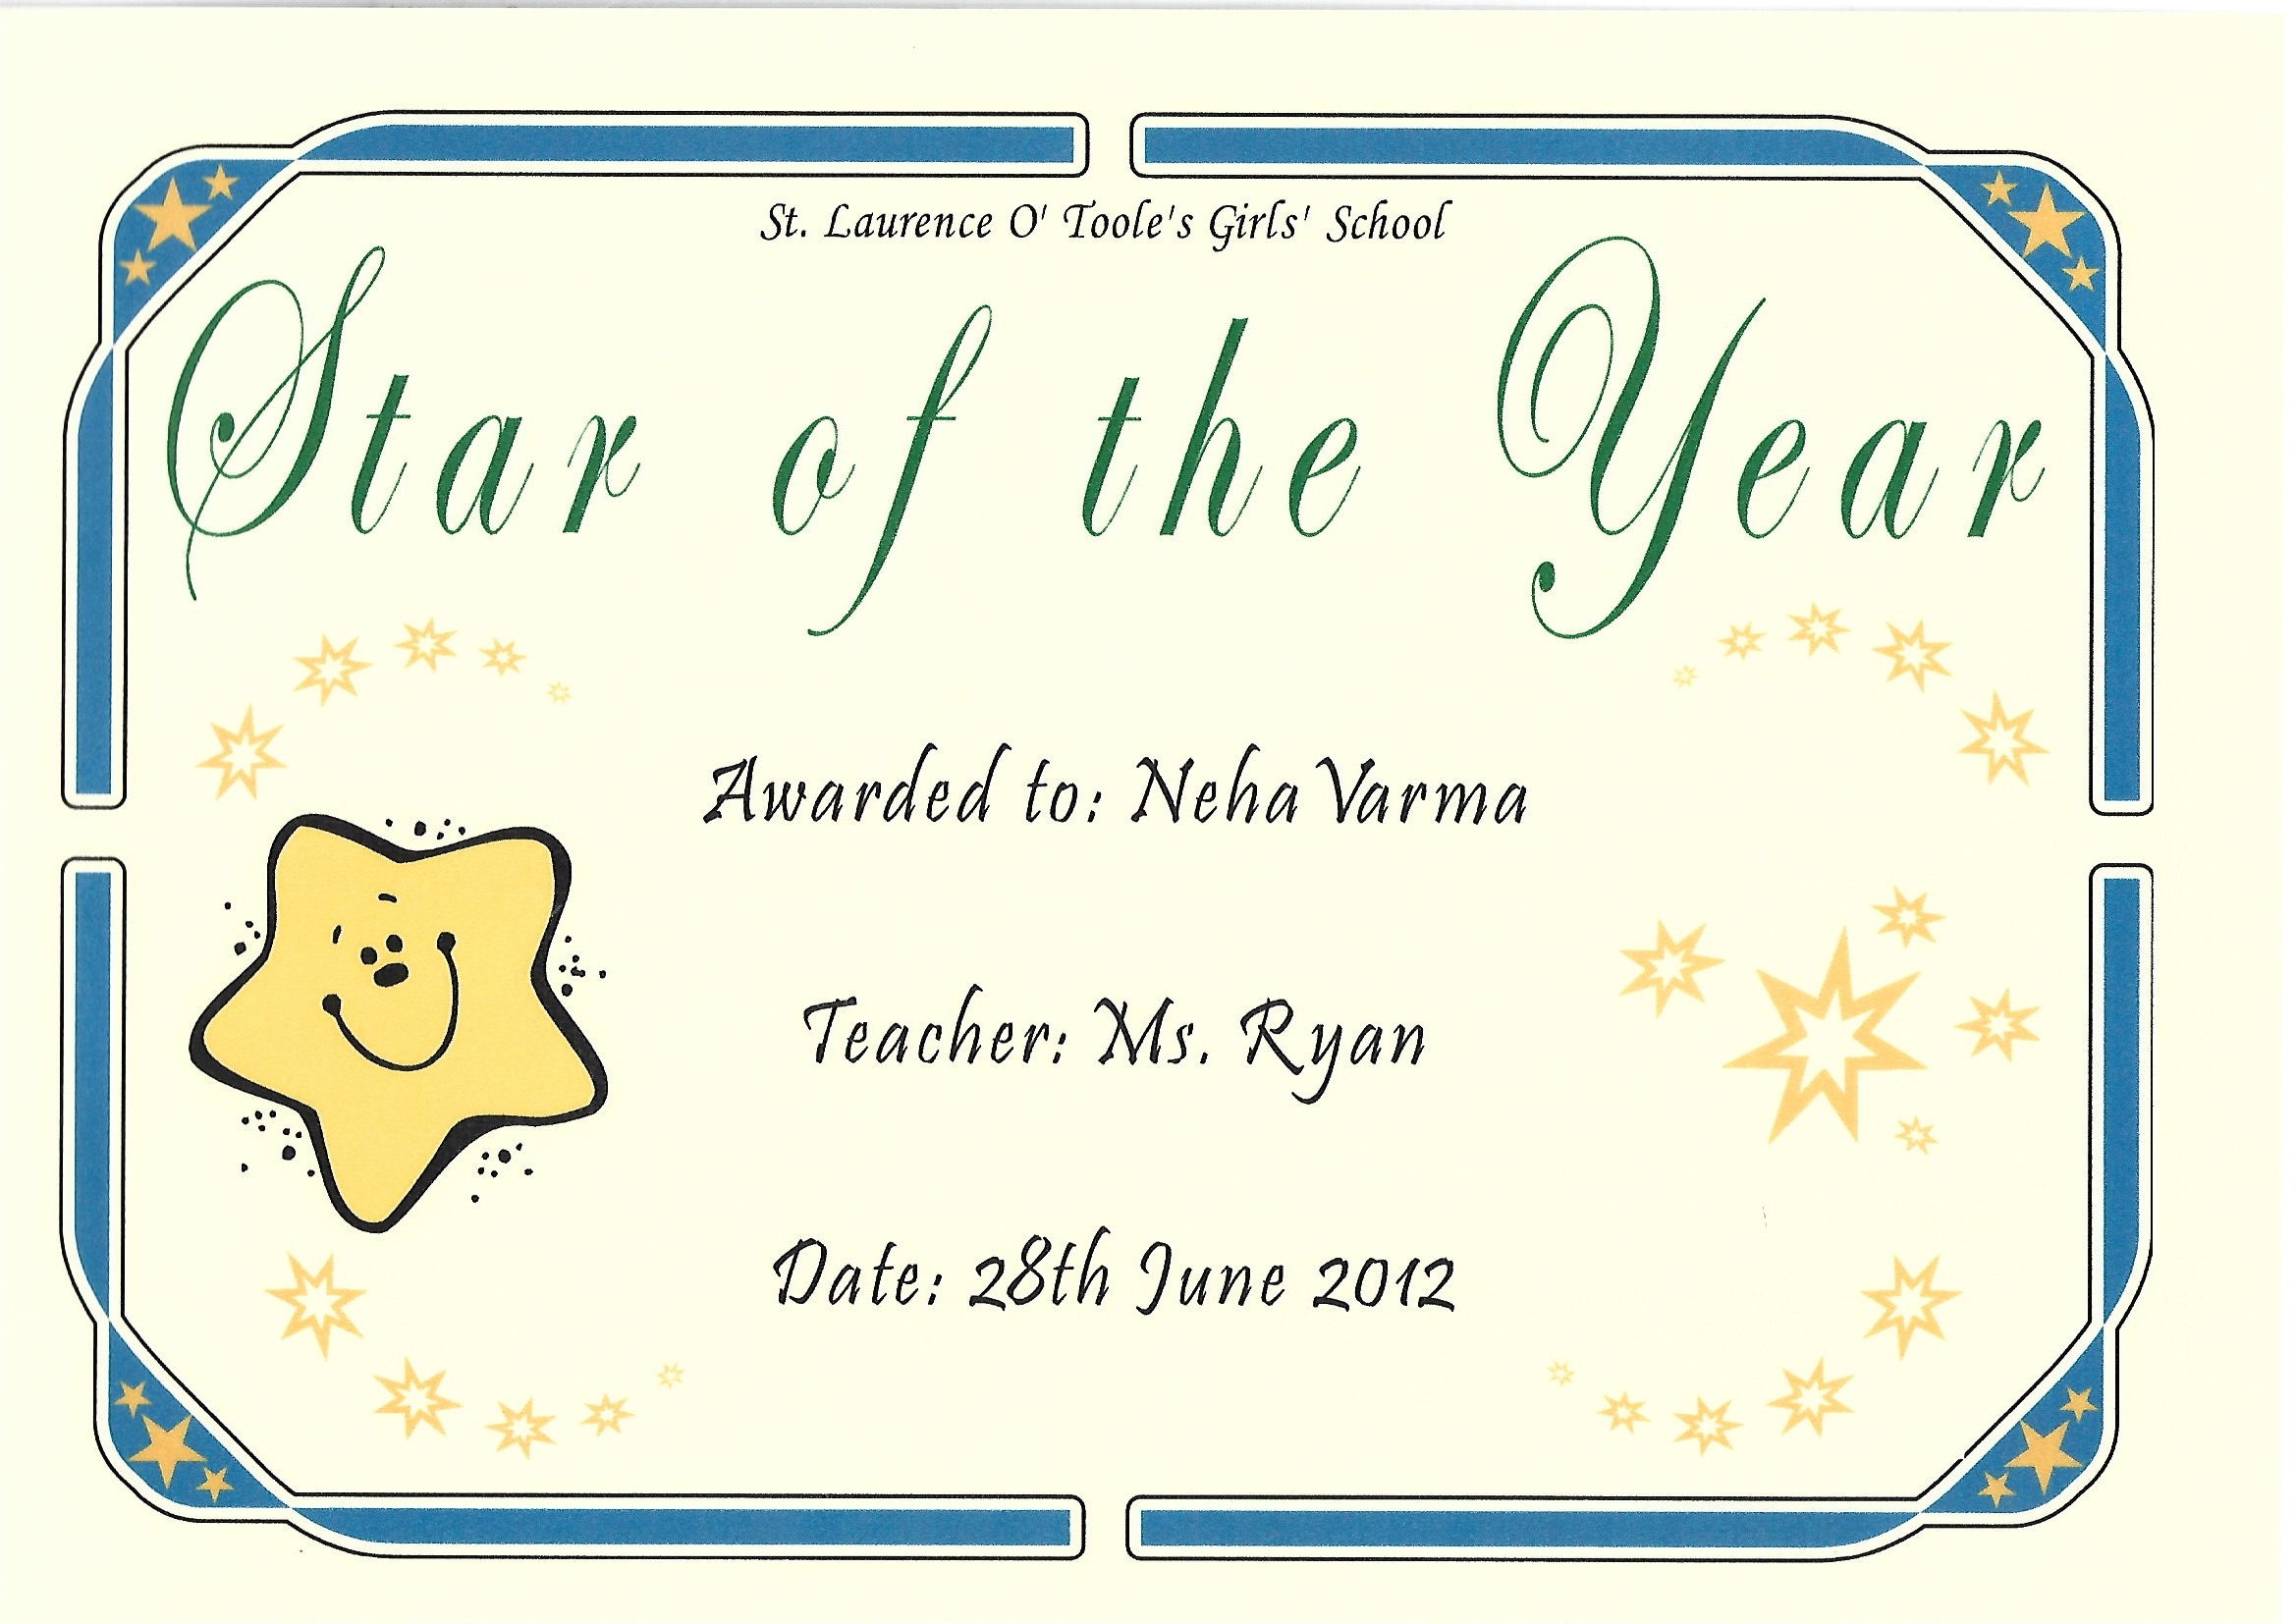 St. Laurence O' Toole's Girls' School
Star of the Year
Awarded to: Neha Varma
Teacher: Ms. Ryan
Date: 28th June 2012